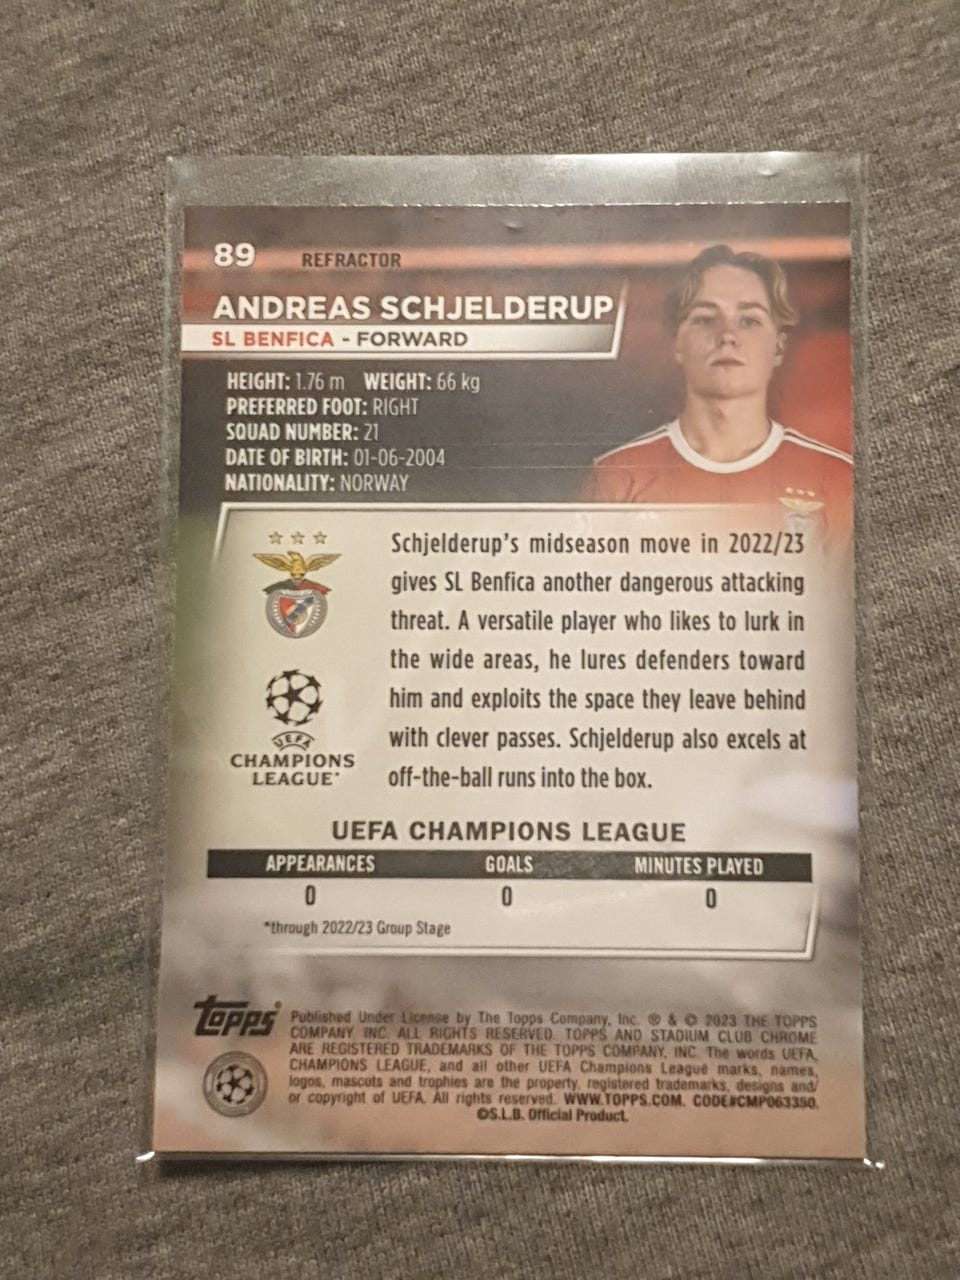 89 REFRACTOR
ANDREAS SCHJELDERUP
SL BENFICA - FORWARD
HEIGHT: 1.76 m WEIGHT: 66 kg
PREFERRED FOOT: RIGHT
SQUAD NUMBER: 21
DATE OF BIRTH: 01-06-2004
NATIONALITY: NORWAY
Schjelderup's midseason move in 2022/23
gives SL Benfica another dangerous attacking
threat. A versatile player who likes to lurk in
the wide areas, he lures defenders toward
him and exploits the space they leave behind
with clever passes. Schjelderup also excels at
off-the-ball runs into the box.
UEFA
CHAMPIONS
LEAGUE*
UEFA CHAMPIONS LEAGUE
APPEARANCES GOALS MINUTES PLAYED
0 0 0
*through 2022/23 Group Stage
Topps
Published Under License by The Topps Company, Inc. ® & © 2023 THE TOPPS
COMPANY, INC. ALL RIGHTS RESERVED. TOPPS AND STADIUM CLUB CHROME
ARE REGISTERED TRADEMARKS OF THE TOPPS COMPANY, INC. The words UEFA,
CHAMPIONS LEAGUE, and all other UEFA Champions League marks, names,
logos, mascots and trophies are the property, registered trademarks, designs and/
or copyright of UEFA. All rights reserved. WWW.TOPPS.COM. CODE#CMP063350.
©S.L.B. Official Product.